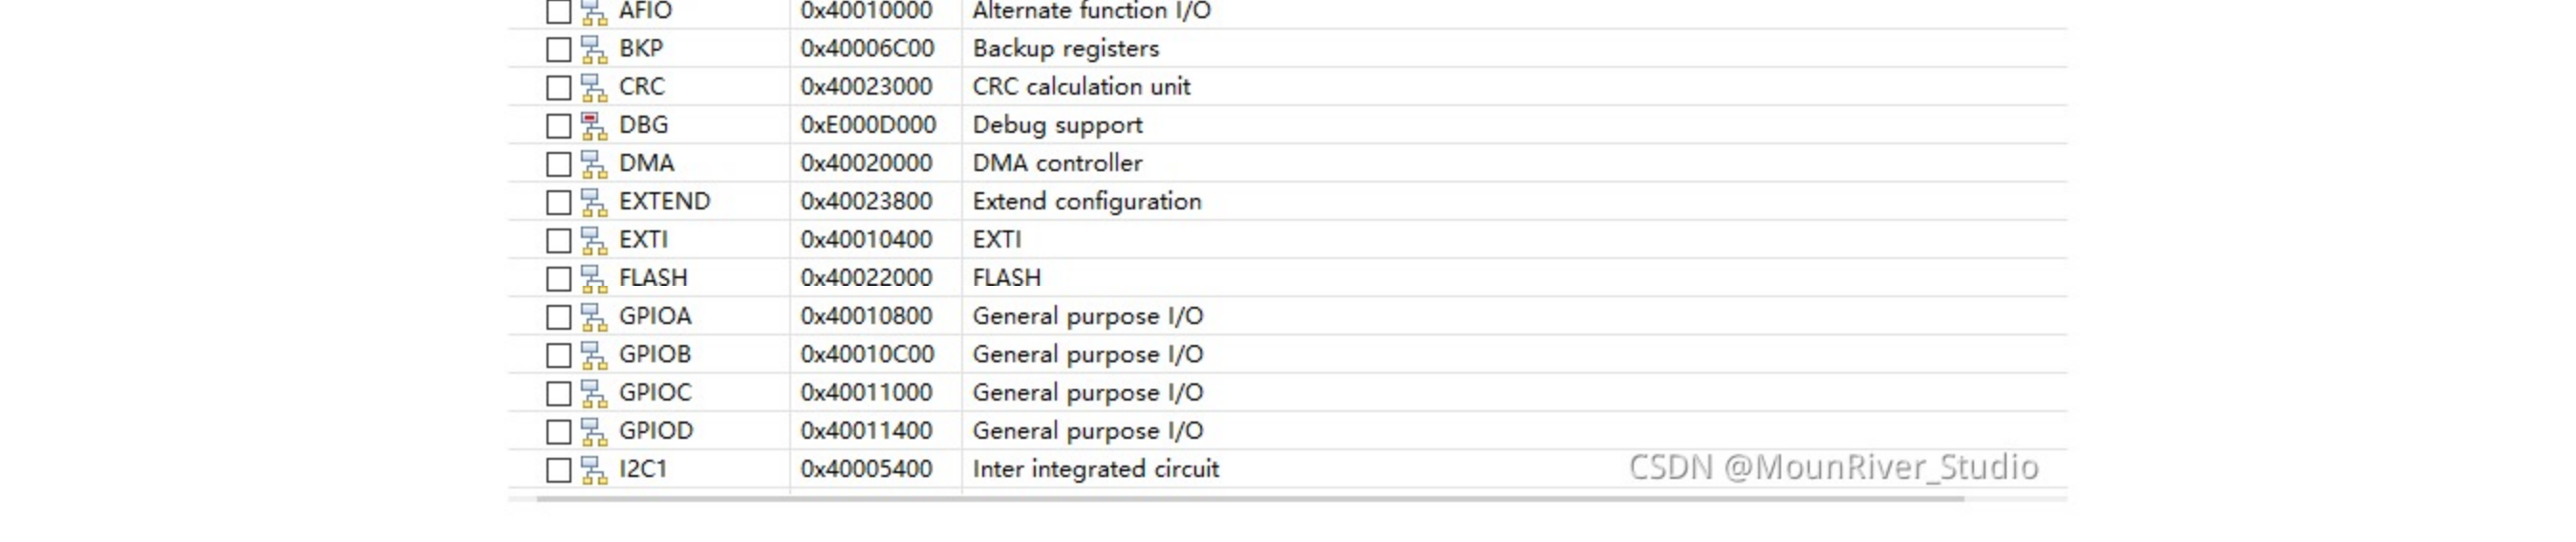 AFIO 0x40010000 Alternate function I/O
BKP 0x40006C00 Backup registers
CRC 0x40023000 CRC calculation unit
DBG 0xE000D000 Debug support
DMA 0x40020000 DMA controller
EXTEND 0x40023800 Extend configuration
EXTI 0x40010400 EXTI
FLASH 0x40022000 FLASH
GPIOA 0x40010800 General purpose I/O
GPIOB 0x40010C00 General purpose I/O
GPIOC 0x40011000 General purpose I/O
GPIOD 0x40011400 General purpose I/O
I2C1 0x40005400 Inter integrated circuit
CSDN @MounRiver_Studio